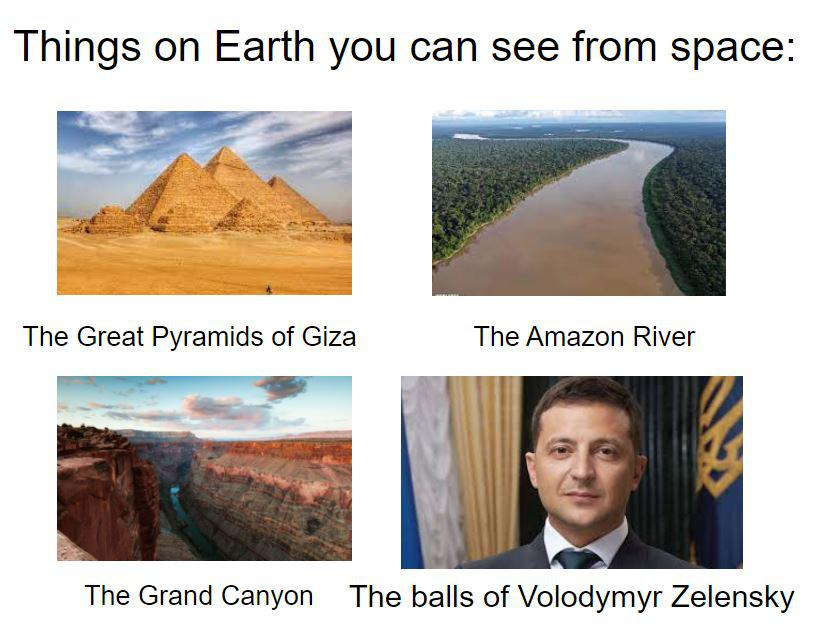 Things on Earth you can see from space:
The Great Pyramids of Giza
The Amazon River
The Grand Canyon
The balls of Volodymyr Zelensky